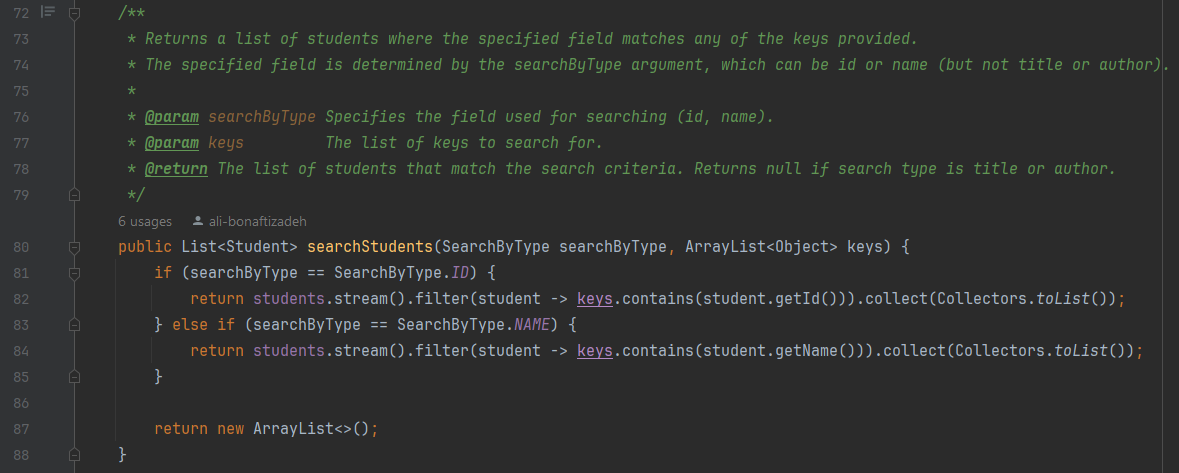 72 /**
73 * Returns a list of students where the specified field matches any of the keys provided.
74 * The specified field is determined by the searchByType argument, which can be id or name (but not title or author).
75 *
76 * @param searchByType Specifies the field used for searching (id, name).
77 * @param keys The list of keys to search for.
78 * @return The list of students that match the search criteria. Returns null if search type is title or author.
79 */
6 usages ali-bonaftizadeh
80 public List<Student> searchStudents(SearchByType searchByType, ArrayList<Object> keys) {
81 if (searchByType == SearchByType.ID) {
82 return students.stream().filter(student -> keys.contains(student.getId())).collect(Collectors.toList());
83 } else if (searchByType == SearchByType.NAME) {
84 return students.stream().filter(student -> keys.contains(student.getName())).collect(Collectors.toList());
85 }
86
87 return new ArrayList<>();
88 }